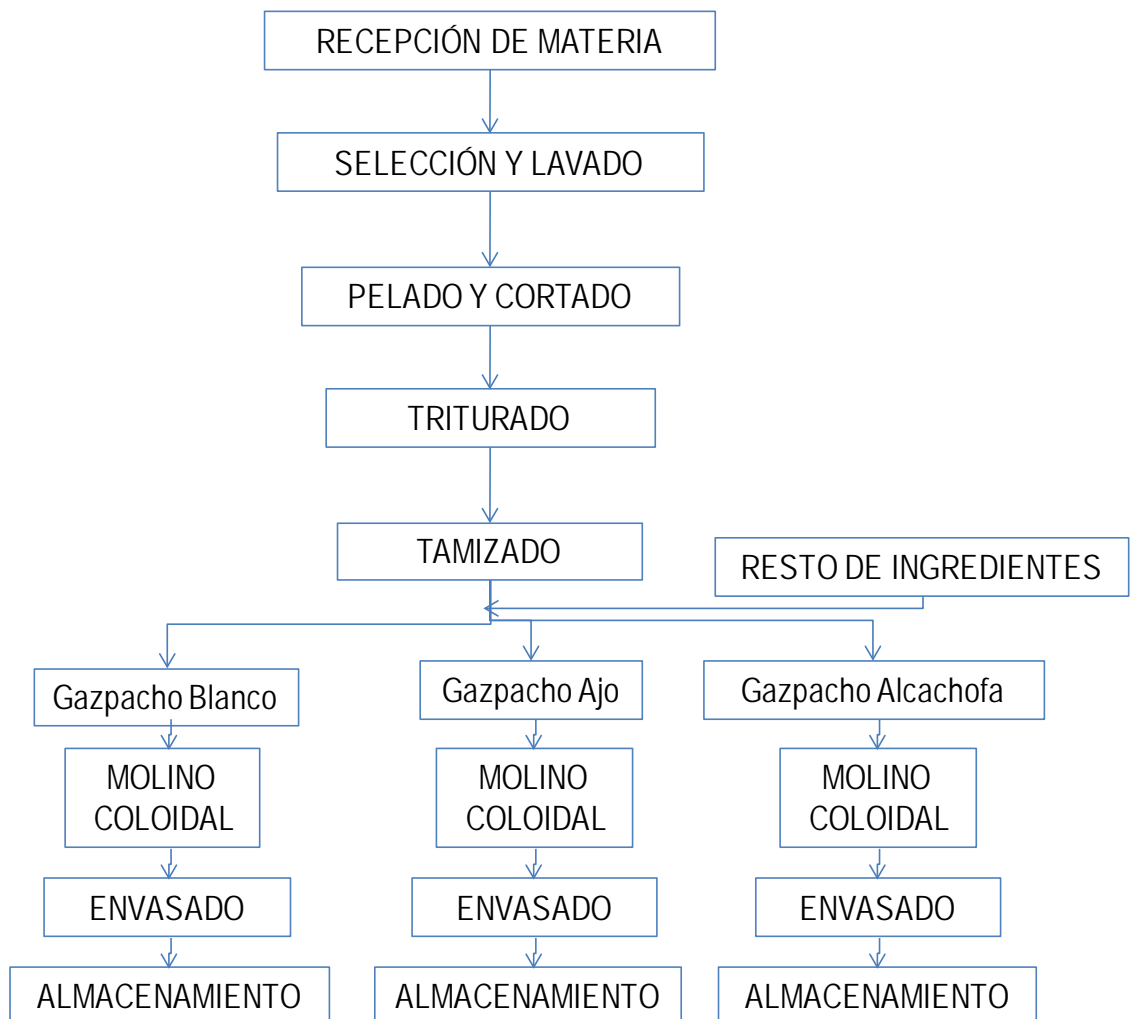 RECEPCIÓN DE MATERIA
SELECCIÓN Y LAVADO
PELADO Y CORTADO
TRITURADO
TAMIZADO
RESTO DE INGREDIENTES
Gazpacho Blanco
Gazpacho Ajo
Gazpacho Alcachofa
MOLINO
COLOIDAL
MOLINO
COLOIDAL
MOLINO
COLOIDAL
ENVASADO
ENVASADO
ENVASADO
ALMACENAMIENTO
ALMACENAMIENTO
ALMACENAMIENTO